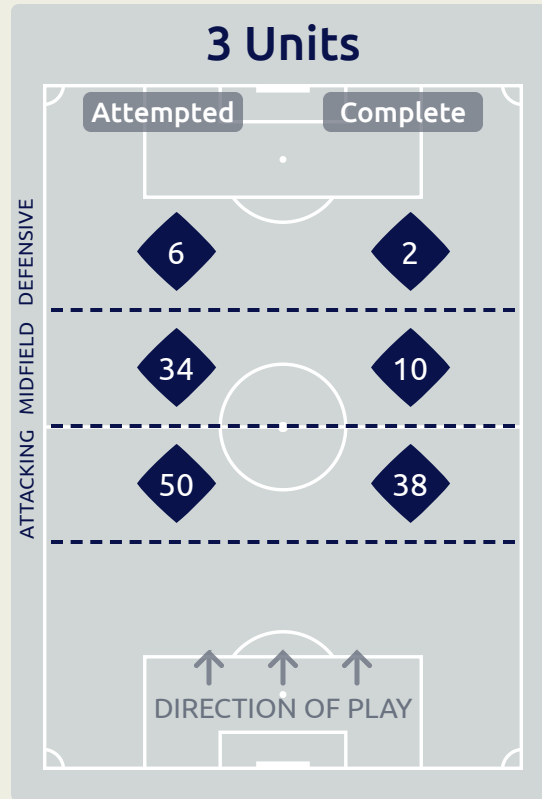 3 Units
Attempted Complete
DEFENSIVE
6 2
MIDFIELD
34 10
ATTACKING
50 38
DIRECTION OF PLAY